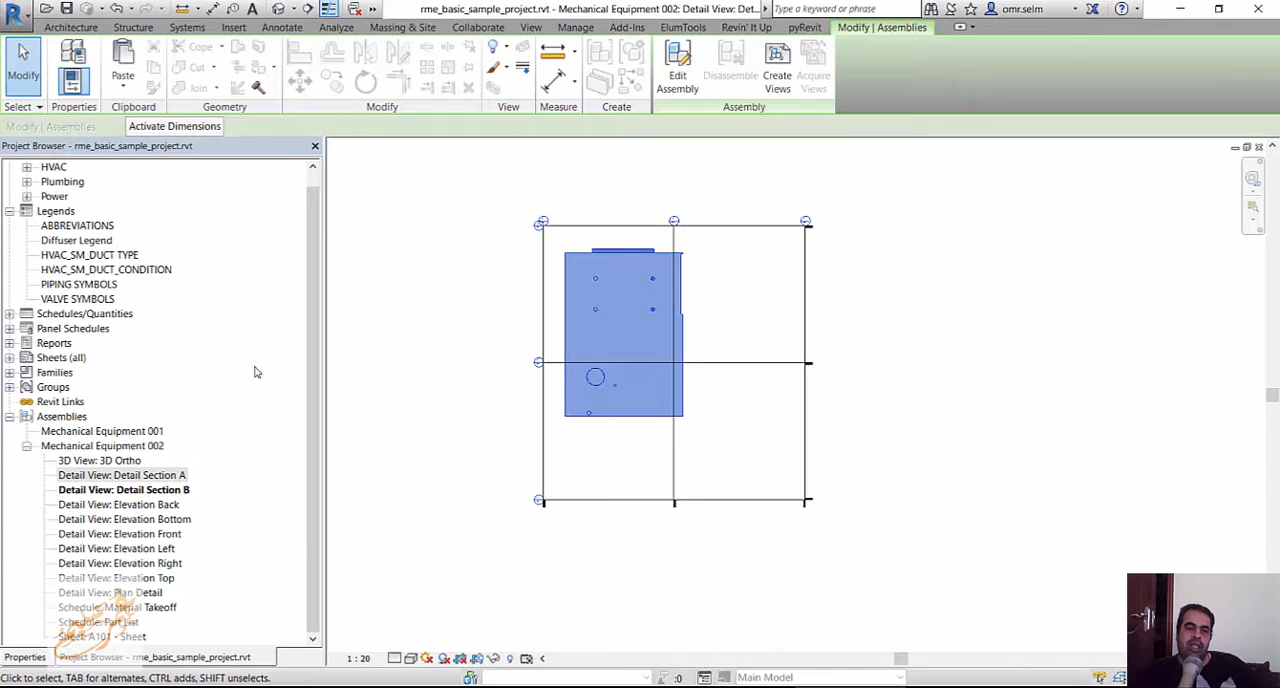 rme_basic_sample_project.rvt - Mechanical Equipment 002: Detail View: Det...
Type a keyword or phrase
omr.selm
Architecture Structure Systems Insert Annotate Analyze Massing & Site Collaborate View Manage Add-Ins ElumTools Revin' It Up pyRevit Modify | Assemblies
Modify
Paste
Cope
Cut
Join
Edit Assembly
Disassemble
Create Views
Acquire Views
Select Properties Clipboard Geometry Modify View Measure Create Assembly
Modify | Assemblies
Activate Dimensions
Project Browser - rme_basic_sample_project.rvt
HVAC
Plumbing
Power
Legends
ABBREVIATIONS
Diffuser Legend
HVAC_SM_DUCT TYPE
HVAC_SM_DUCT_CONDITION
PIPING SYMBOLS
VALVE SYMBOLS
Schedules/Quantities
Panel Schedules
Reports
Sheets (all)
Families
Groups
Revit Links
Assemblies
Mechanical Equipment 001
Mechanical Equipment 002
3D View: 3D Ortho
Detail View: Detail Section A
Detail View: Detail Section B
Detail View: Elevation Back
Detail View: Elevation Bottom
Detail View: Elevation Front
Detail View: Elevation Left
Detail View: Elevation Right
Detail View: Elevation Top
Detail View: Plan Detail
Schedule: Material Takeoff
Schedule: Part List
Sheet: A101 - Sheet
Properties
Project Browser - rme_basic_sample_project.rvt
1 : 20
Click to select, TAB for alternates, CTRL adds, SHIFT unselects.
:0
Main Model